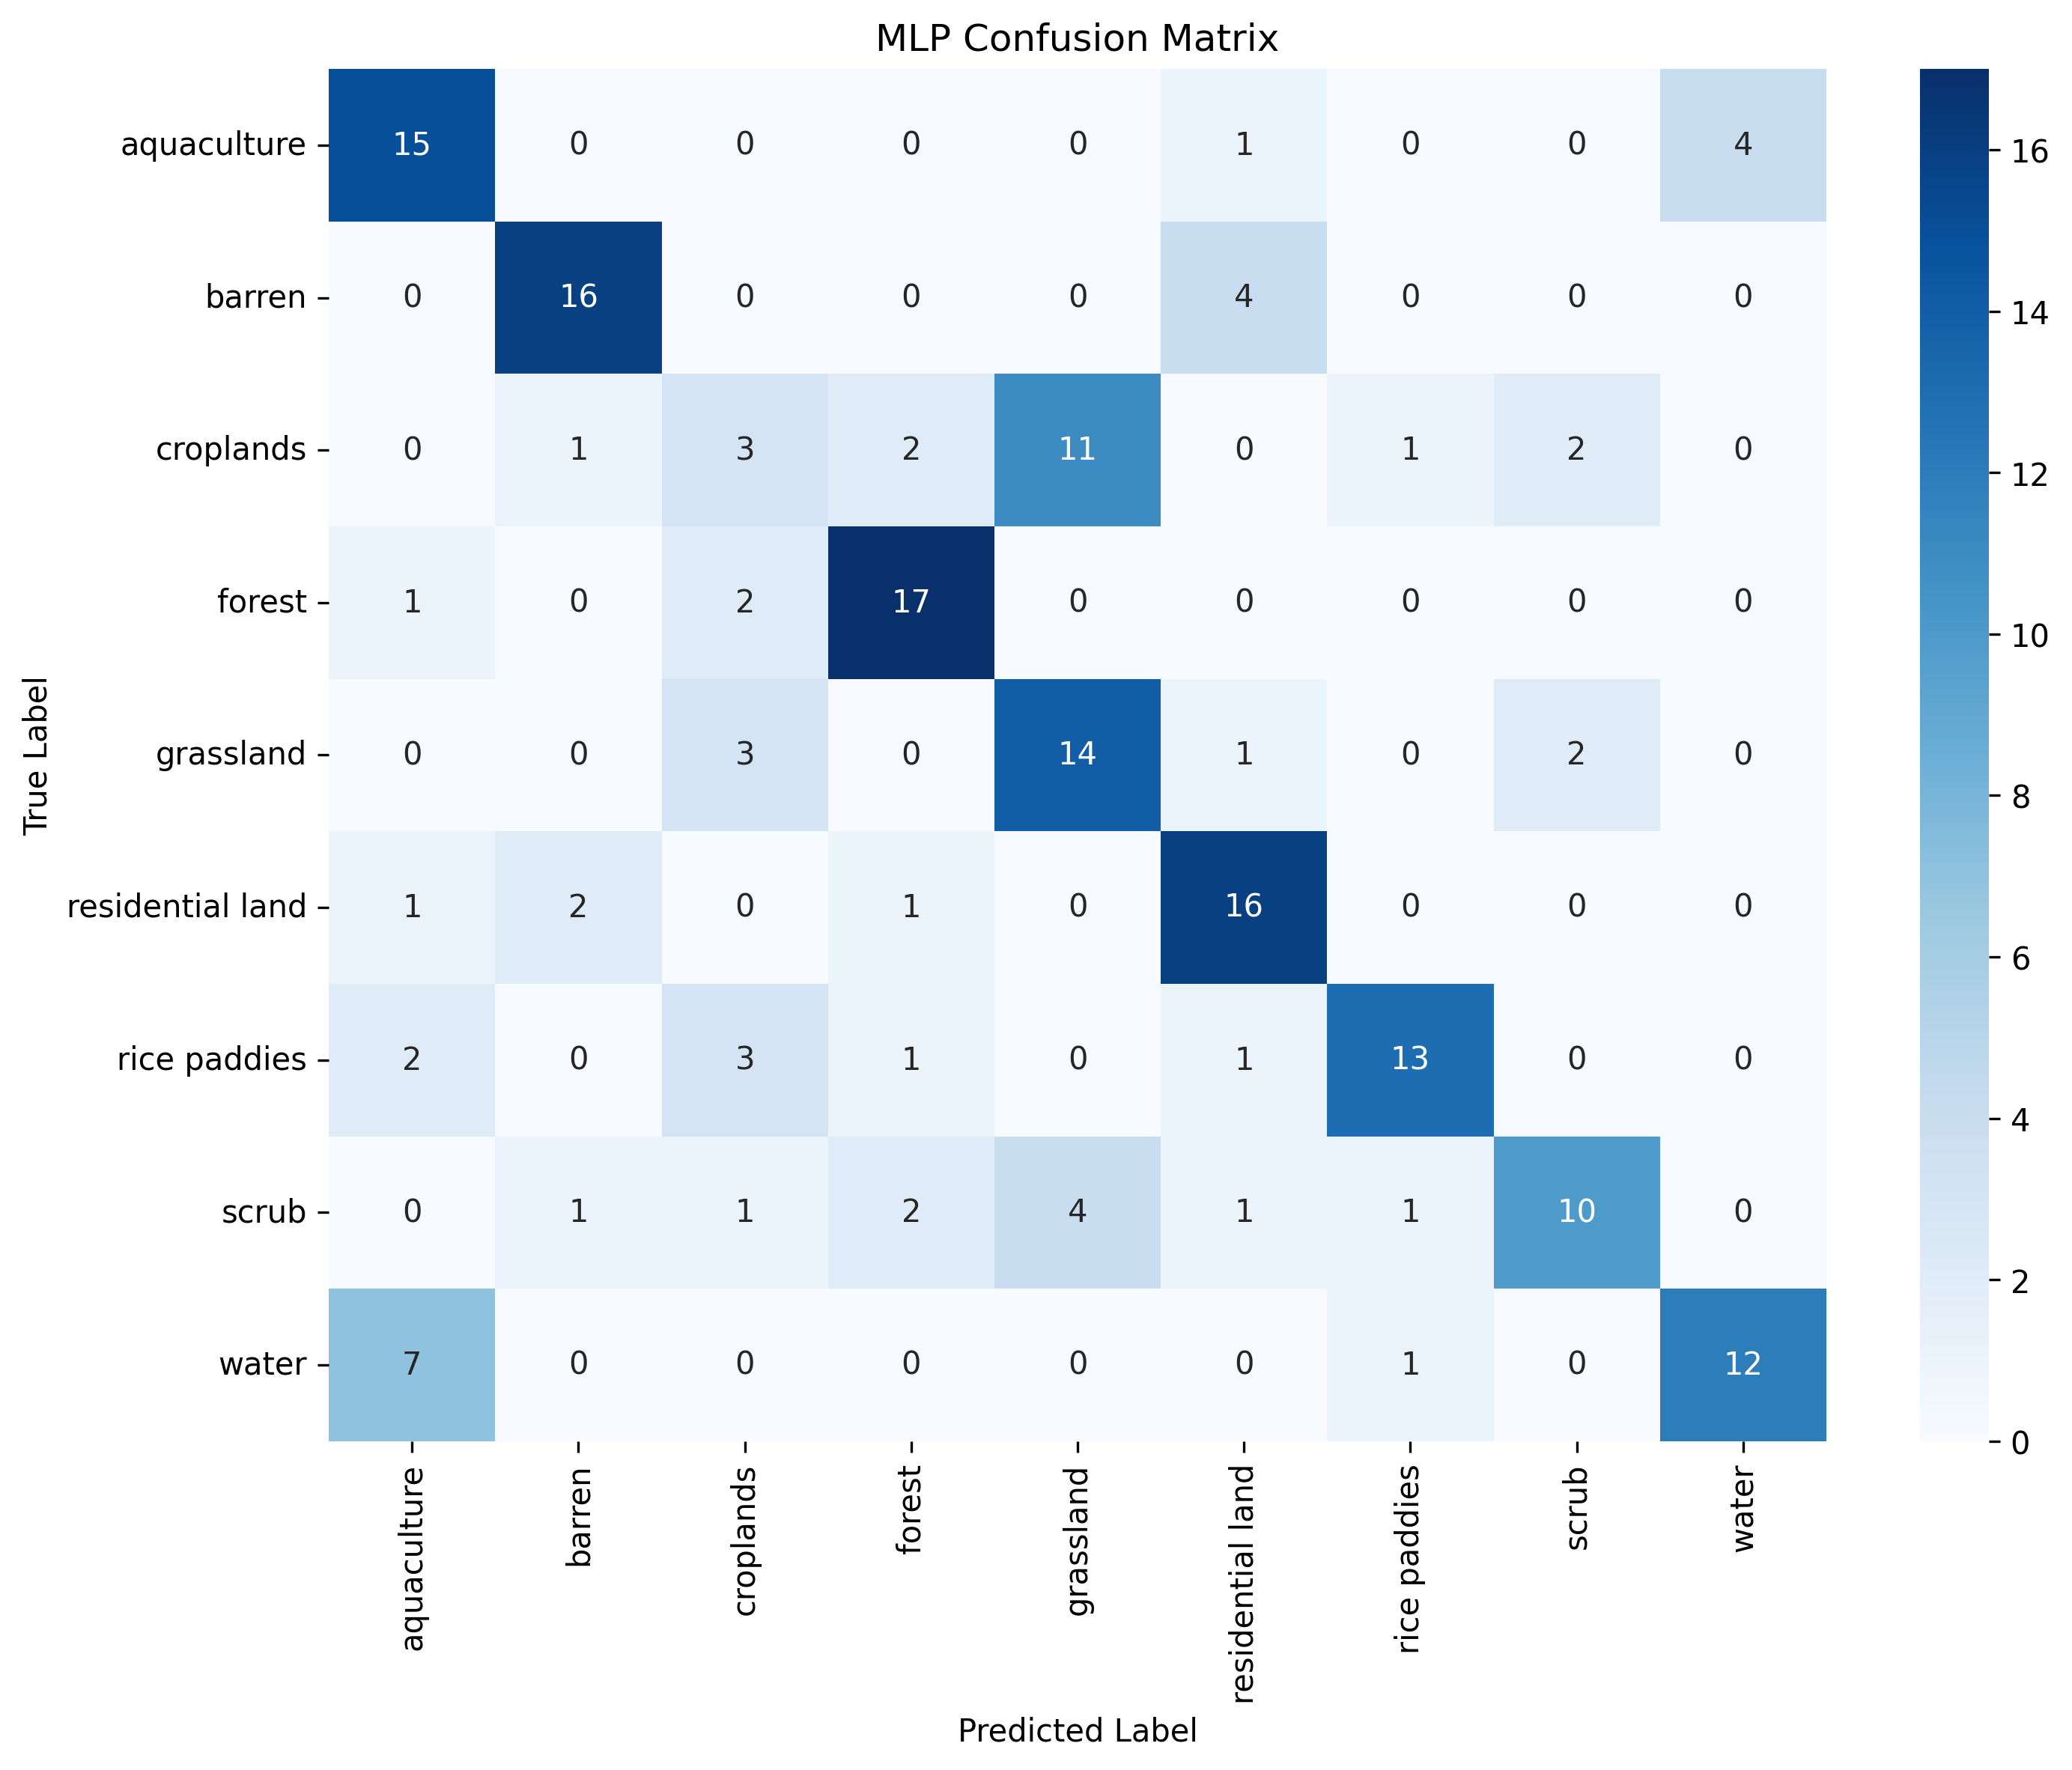 MLP Confusion Matrix
True Label
aquaculture 15 0 0 0 0 1 0 0 4
barren 0 16 0 0 0 4 0 0 0
croplands 0 1 3 2 11 0 1 2 0
forest 1 0 2 17 0 0 0 0 0
grassland 0 0 3 0 14 1 0 2 0
residential land 1 2 0 1 0 16 0 0 0
rice paddies 2 0 3 1 0 1 13 0 0
scrub 0 1 1 2 4 1 1 10 0
water 7 0 0 0 0 0 1 0 12
aquaculture barren croplands forest grassland residential land rice paddies scrub water
Predicted Label
16
14
12
10
8
6
4
2
0